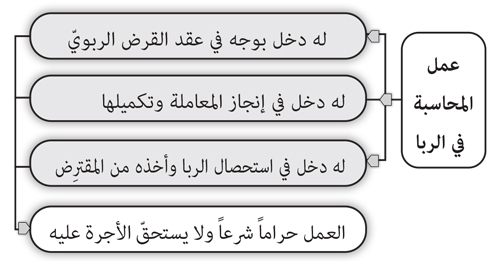 عمل
المحاسبة
في الربا
له دخل بوجه في عقد القرض الربويّ
له دخل في إنجاز المعاملة وتكميلها
له دخل في استحصال الربا وأخذه من المقترِض
العمل حراماً شرعاً ولا يستحقّ الأجرة عليه